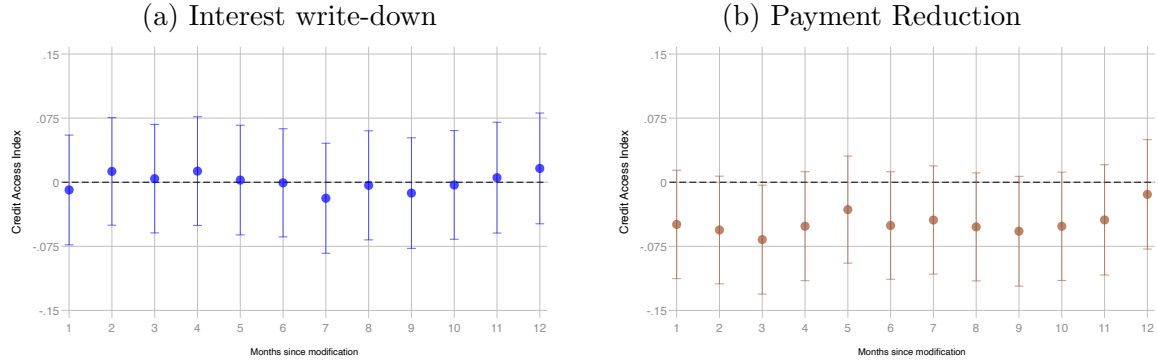 (a) Interest write-down
.15
.075
0
-.075
-.15
Credit Access Index
1 2 3 4 5 6 7 8 9 10 11 12
Months since modification
(b) Payment Reduction
.15
.075
0
-.075
-.15
Credit Access Index
1 2 3 4 5 6 7 8 9 10 11 12
Months since modification